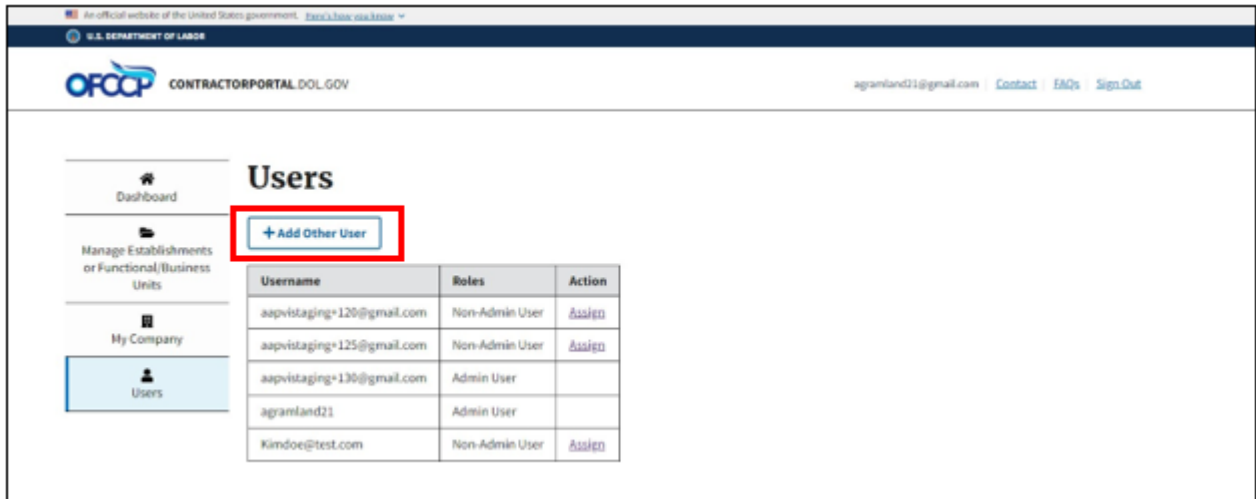 An official website of the United States government. Here's how you know
U.S. DEPARTMENT OF LABOR
OFCCP CONTRACTORPORTAL.DOL.GOV
agramland21@gmail.com Contact FAQs Sign Out
Dashboard
Manage Establishments
or Functional/Business
Units
My Company
Users
Users
+Add Other User
Username Roles Action
aapvistaging+120@gmail.com Non-Admin User Assign
aapvistaging+125@gmail.com Non-Admin User Assign
aapvistaging+130@gmail.com Admin User
agramland21 Admin User
Kimdoe@test.com Non-Admin User Assign